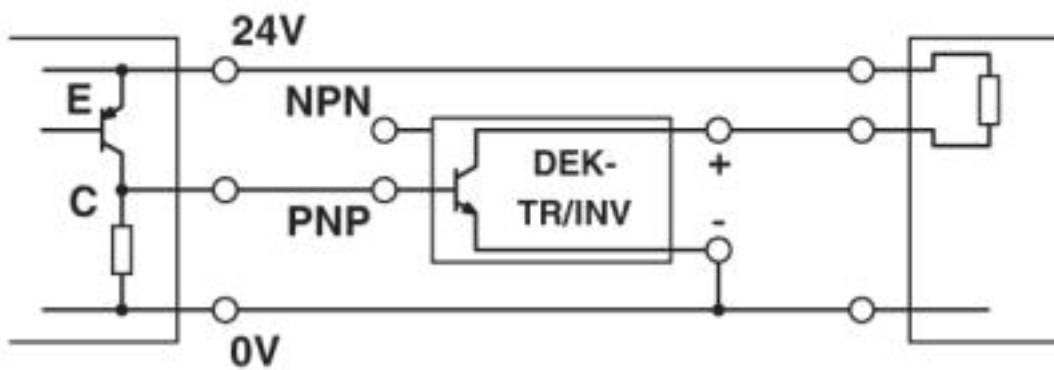 24V
E
NPN
DEK-
TR/INV
+
C
PNP
-
0V